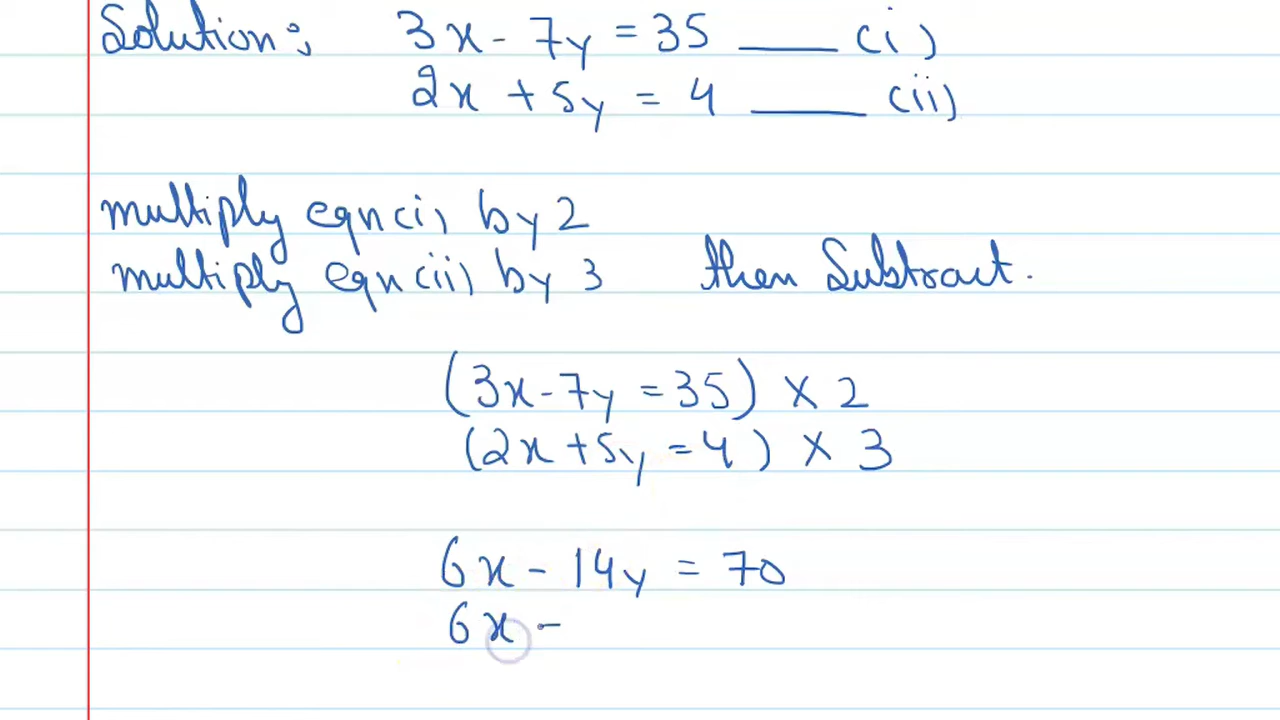 Solution:, 3x - 7y = 35 ____ (i)
2x + 5y = 4 ____ (ii)
multiply eqn(i) by 2
multiply eqn(ii) by 3 then Subtract.
(3x - 7y = 35) × 2
(2x + 5y = 4) × 3
6x - 14y = 70
6x -